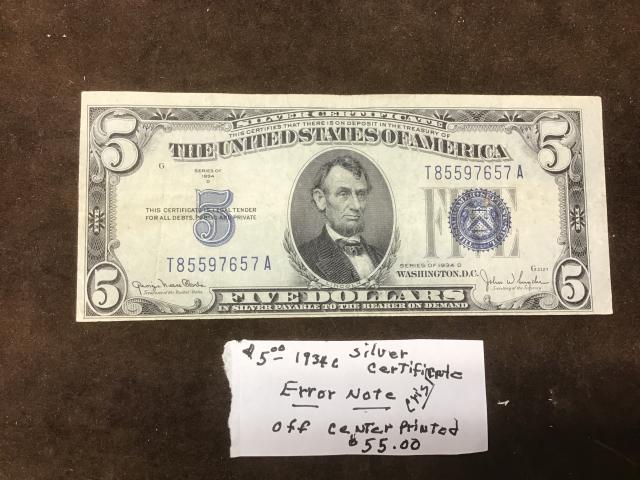 SILVER CERTIFICATE
THIS CERTIFIES THAT THERE IS ON DEPOSIT IN THE TREASURY OF
THE UNITED STATES OF AMERICA
5
5
G
SERIES OF
1934
D
T85597657A
THIS CERTIFICATE IS LEGAL TENDER
FOR ALL DEBTS, PUBLIC AND PRIVATE
5
FIVE
T85597657A
SERIES OF 1934 D
WASHINGTON, D.C.
LINCOLN
5
5
FIVE DOLLARS
IN SILVER PAYABLE TO THE BEARER ON DEMAND
$5.00 1934c silver
certificate
Error Note
off center printed
$55.00